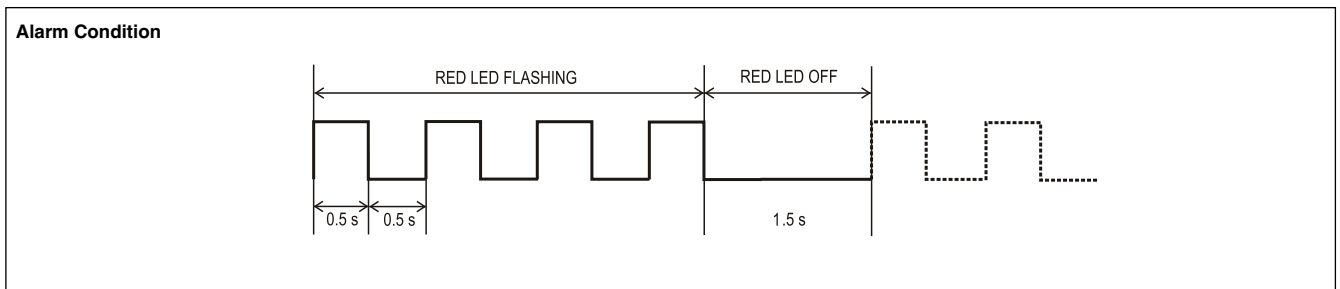 Alarm Condition
RED LED FLASHING
RED LED OFF
0.5 s
0.5 s
1.5 s